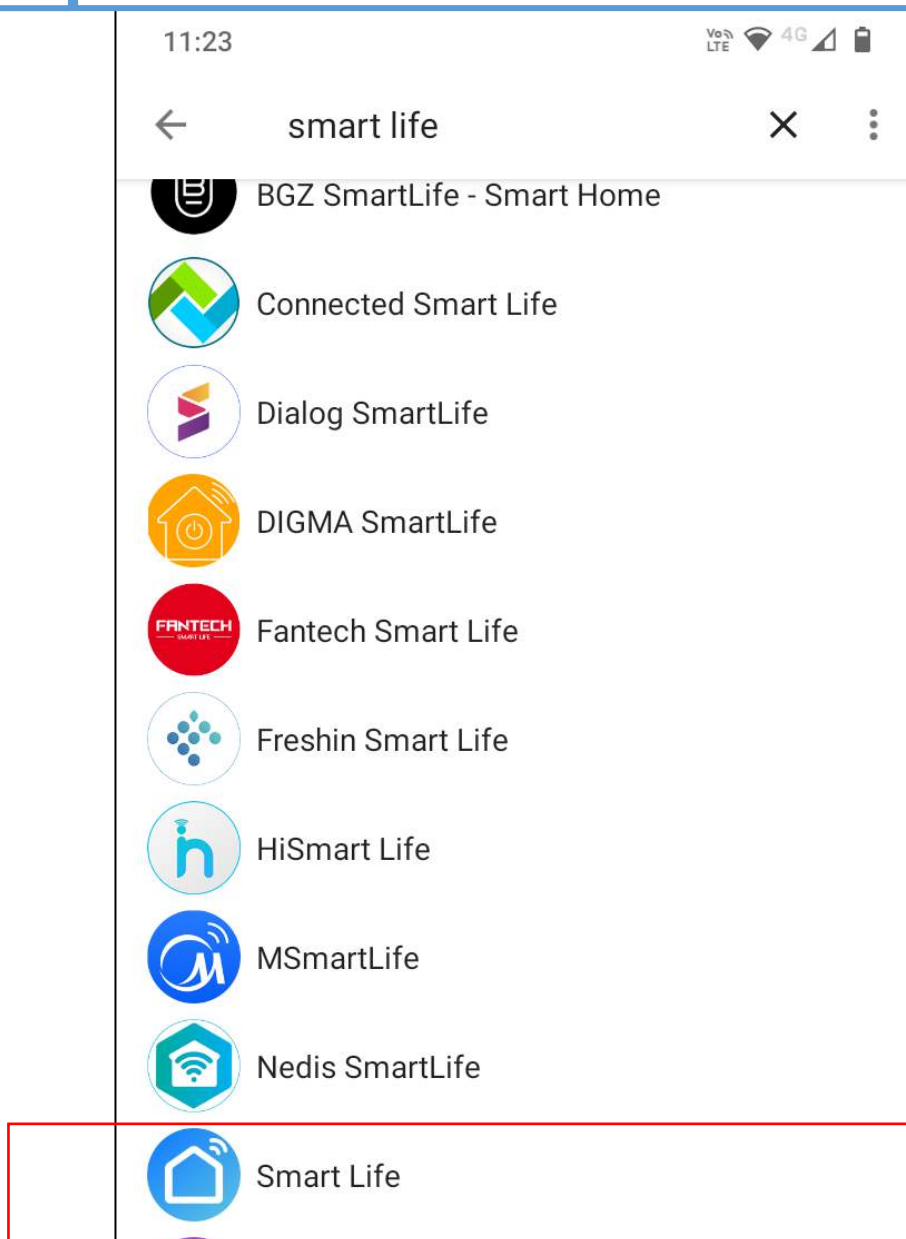 11:23
Vo LTE 4G
smart life
BGZ SmartLife - Smart Home
Connected Smart Life
Dialog SmartLife
DIGMA SmartLife
FANTECH
SMART LIFE
Fantech Smart Life
Freshin Smart Life
HiSmart Life
MSmartLife
Nedis SmartLife
Smart Life